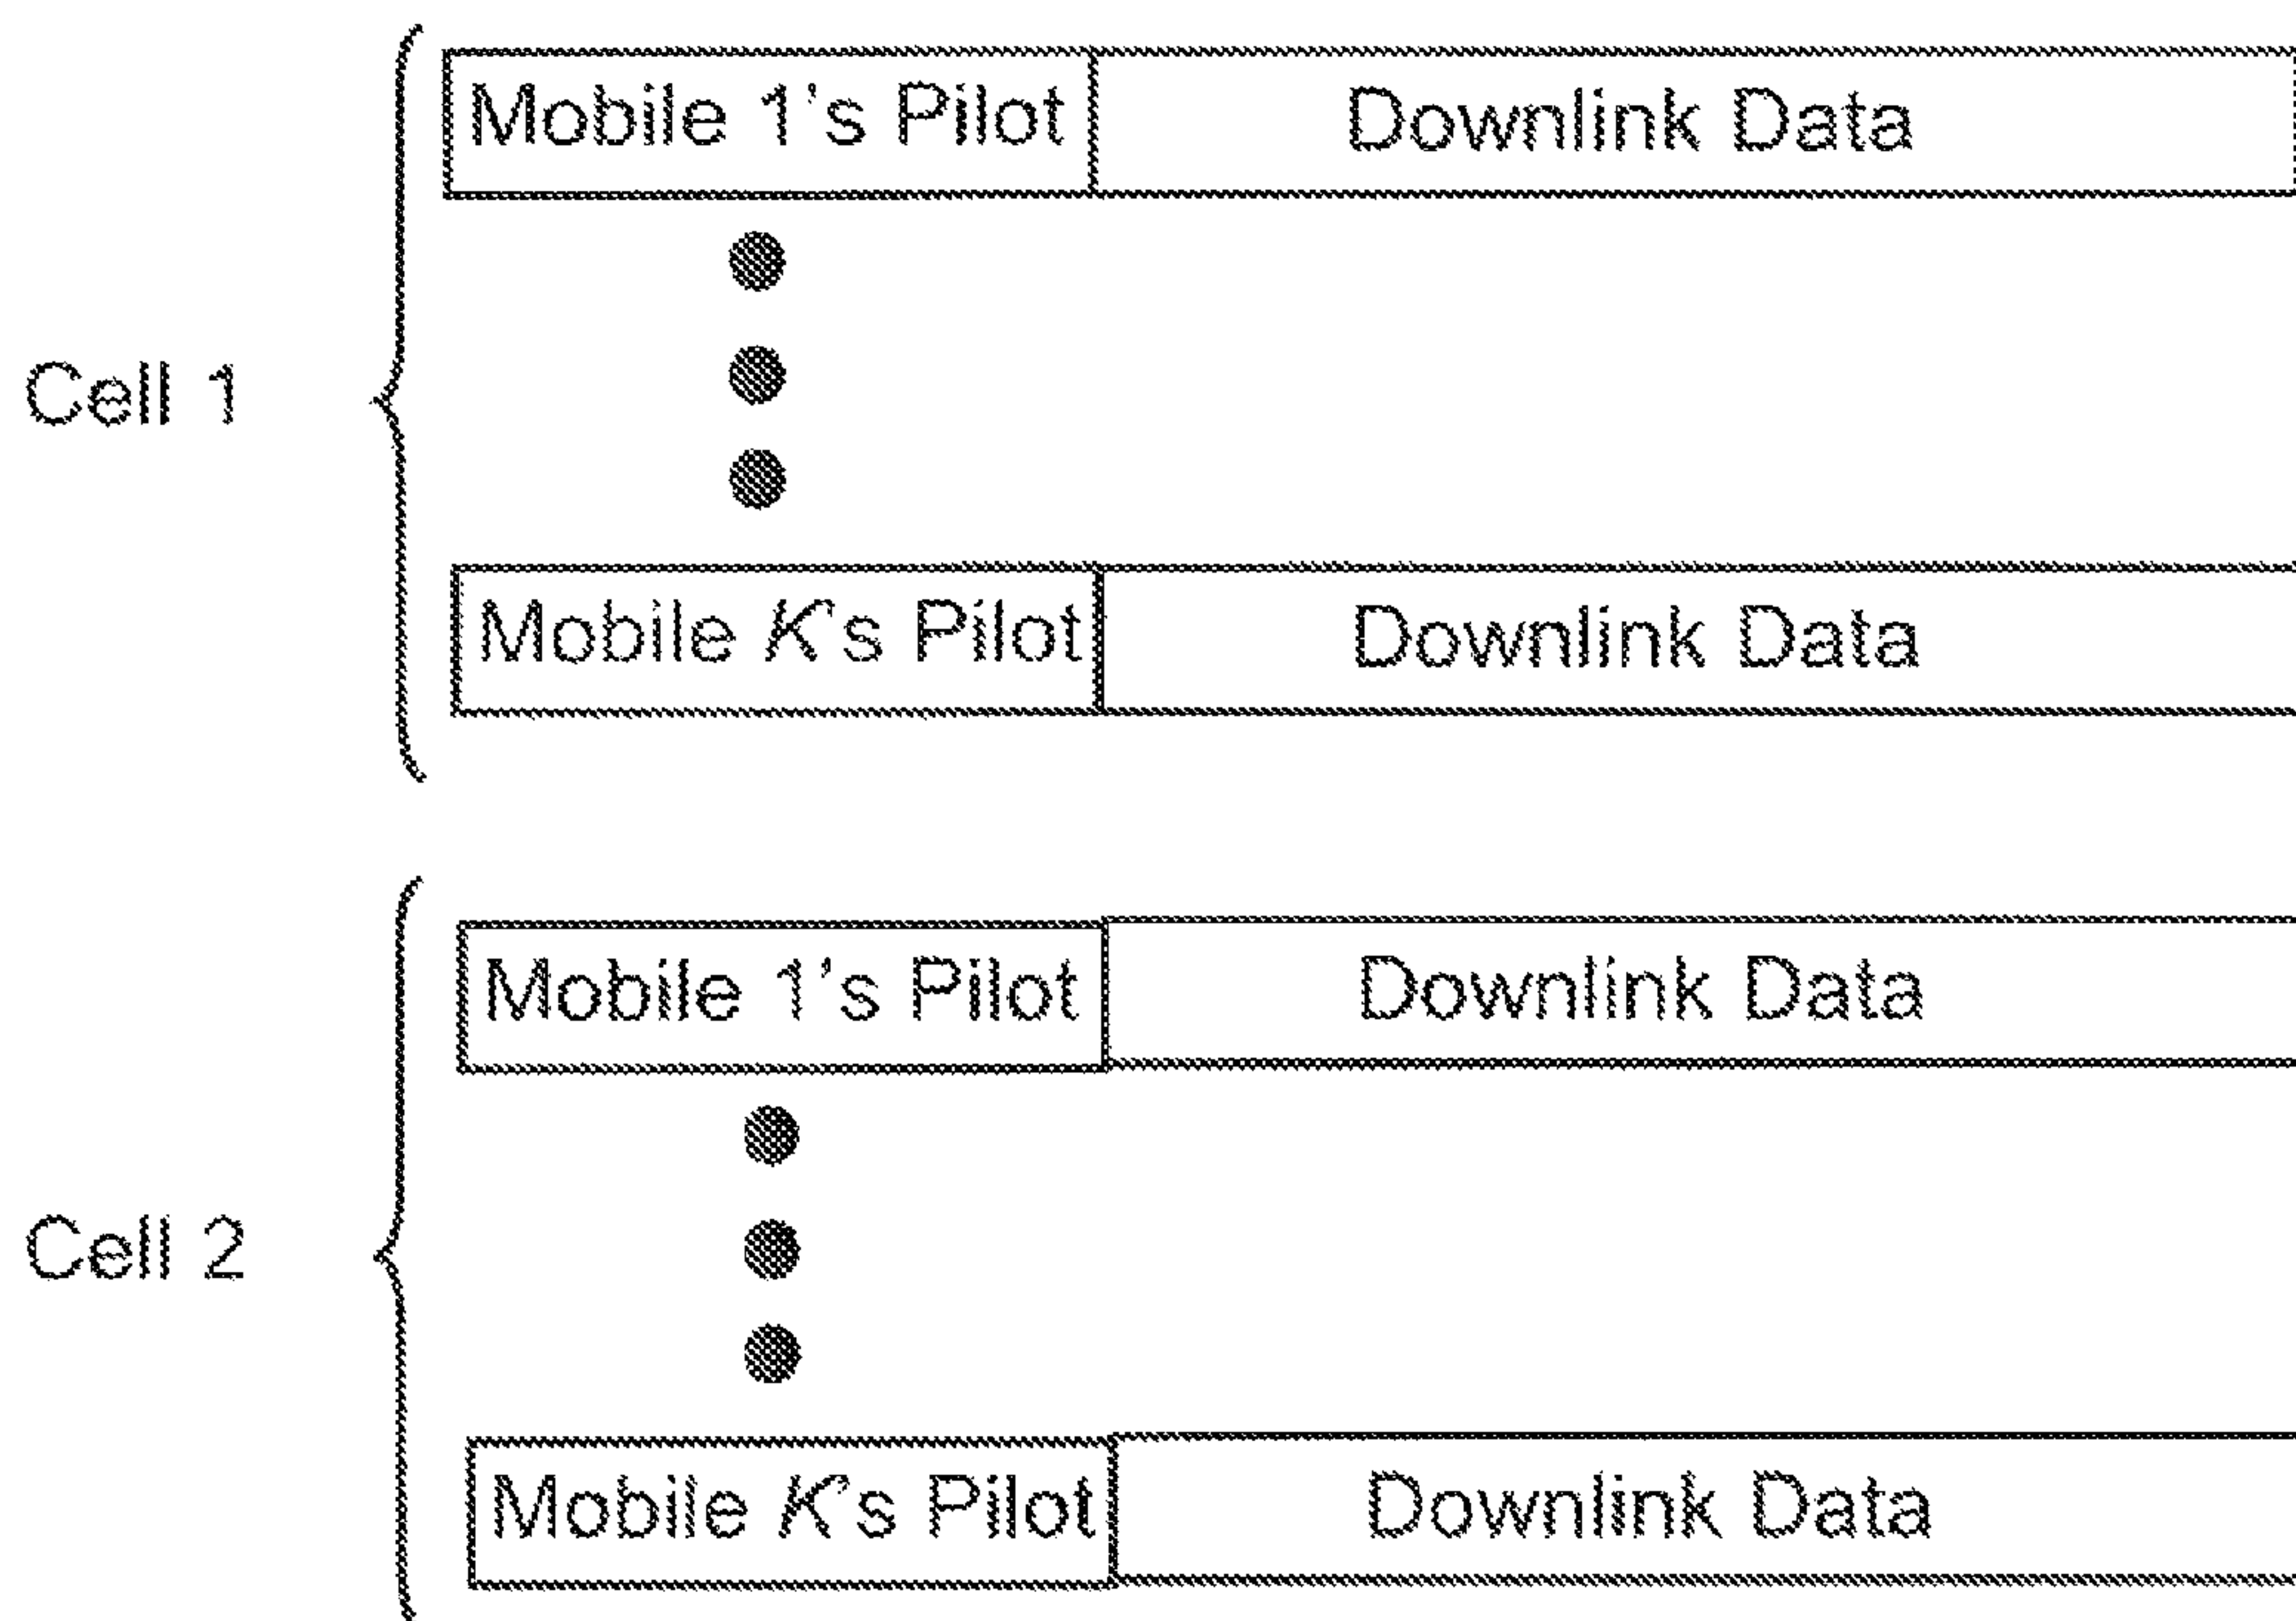 Mobile 1's Pilot Downlink Data
Cell 1
Mobile K's Pilot Downlink Data
Mobile 1's Pilot Downlink Data
Cell 2
Mobile K's Pilot Downlink Data